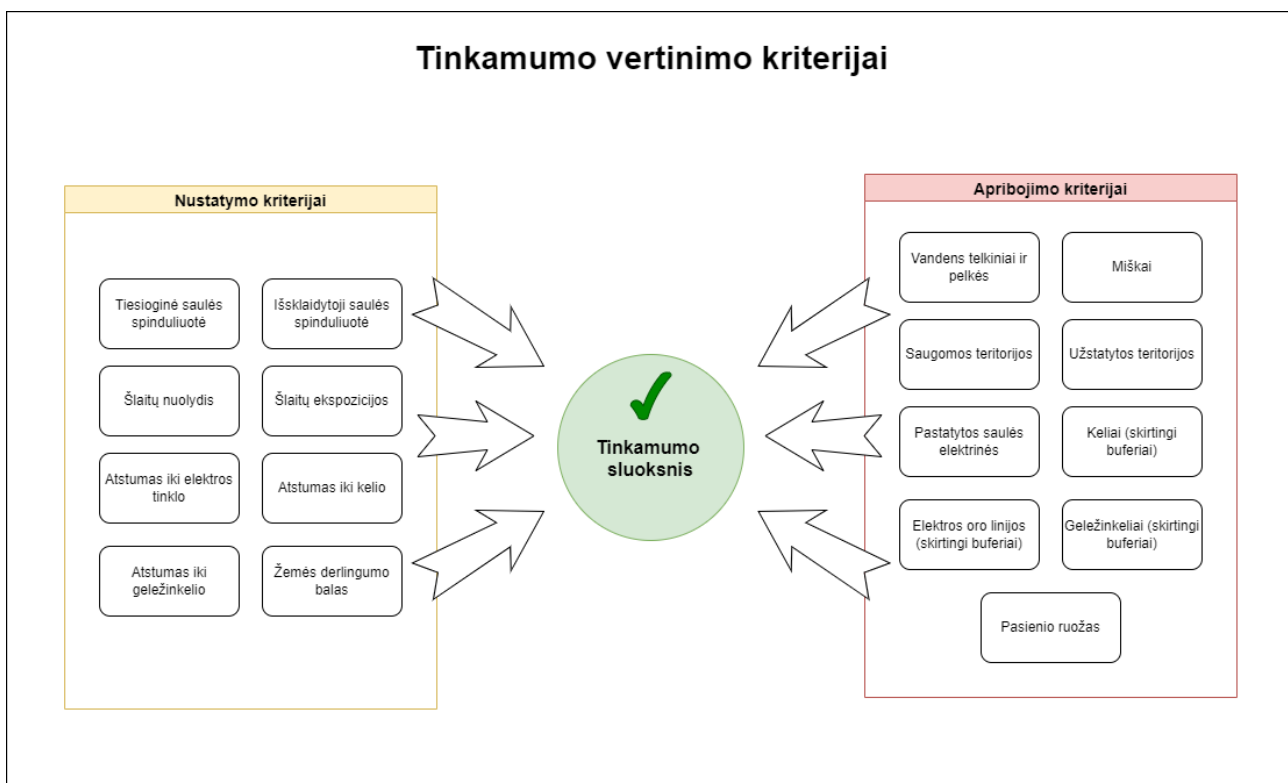 Tinkamumo vertinimo kriterijai
Nustatymo kriterijai
Tiesioginė saulės
spinduliuotė
Išsklaidytoji saulės
spinduliuotė
Šlaitų nuolydis
Šlaitų ekspozicijos
Atstumas iki elektros
tinklo
Atstumas iki kelio
Atstumas iki
geležinkelio
Žemės derlingumo
balas
Tinkamumo
sluoksnis
Apribojimo kriterijai
Vandens telkiniai ir
pelkės
Miškai
Saugomos teritorijos
Užstatytos teritorijos
Pastatytos saulės
elektrinės
Keliai (skirtingi
buferiai)
Elektros oro linijos
(skirtingi buferiai)
Geležinkeliai (skirtingi
buferiai)
Pasienio ruožas